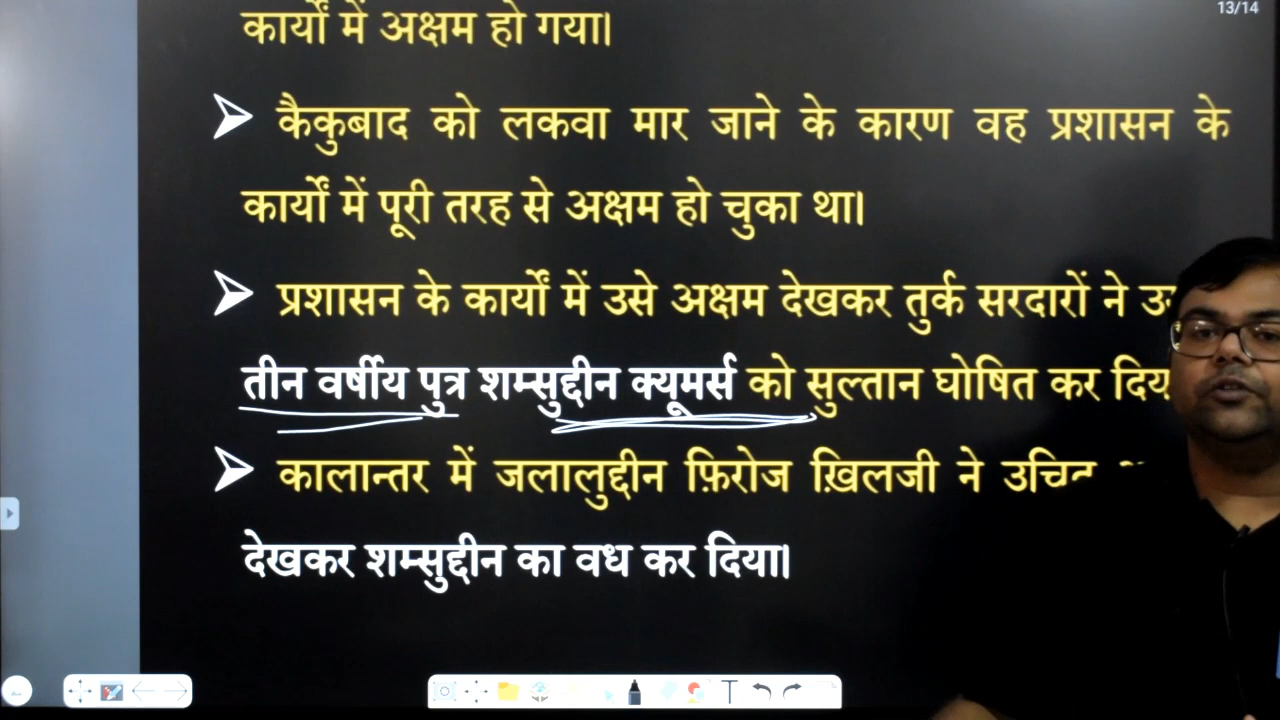 13/14
कार्यों में अक्षम हो गया।
कैकुबाद को लकवा मार जाने के कारण वह प्रशासन के
कार्यों में पूरी तरह से अक्षम हो चुका था।
प्रशासन के कार्यों में उसे अक्षम देखकर तुर्क सरदारों ने
तीन वर्षीय पुत्र शम्सुद्दीन क्यूमर्स को सुल्तान घोषित कर
कालान्तर में जलालुद्दीन फ़िरोज ख़िलजी ने उचित
देखकर शम्सुद्दीन का वध कर दिया।